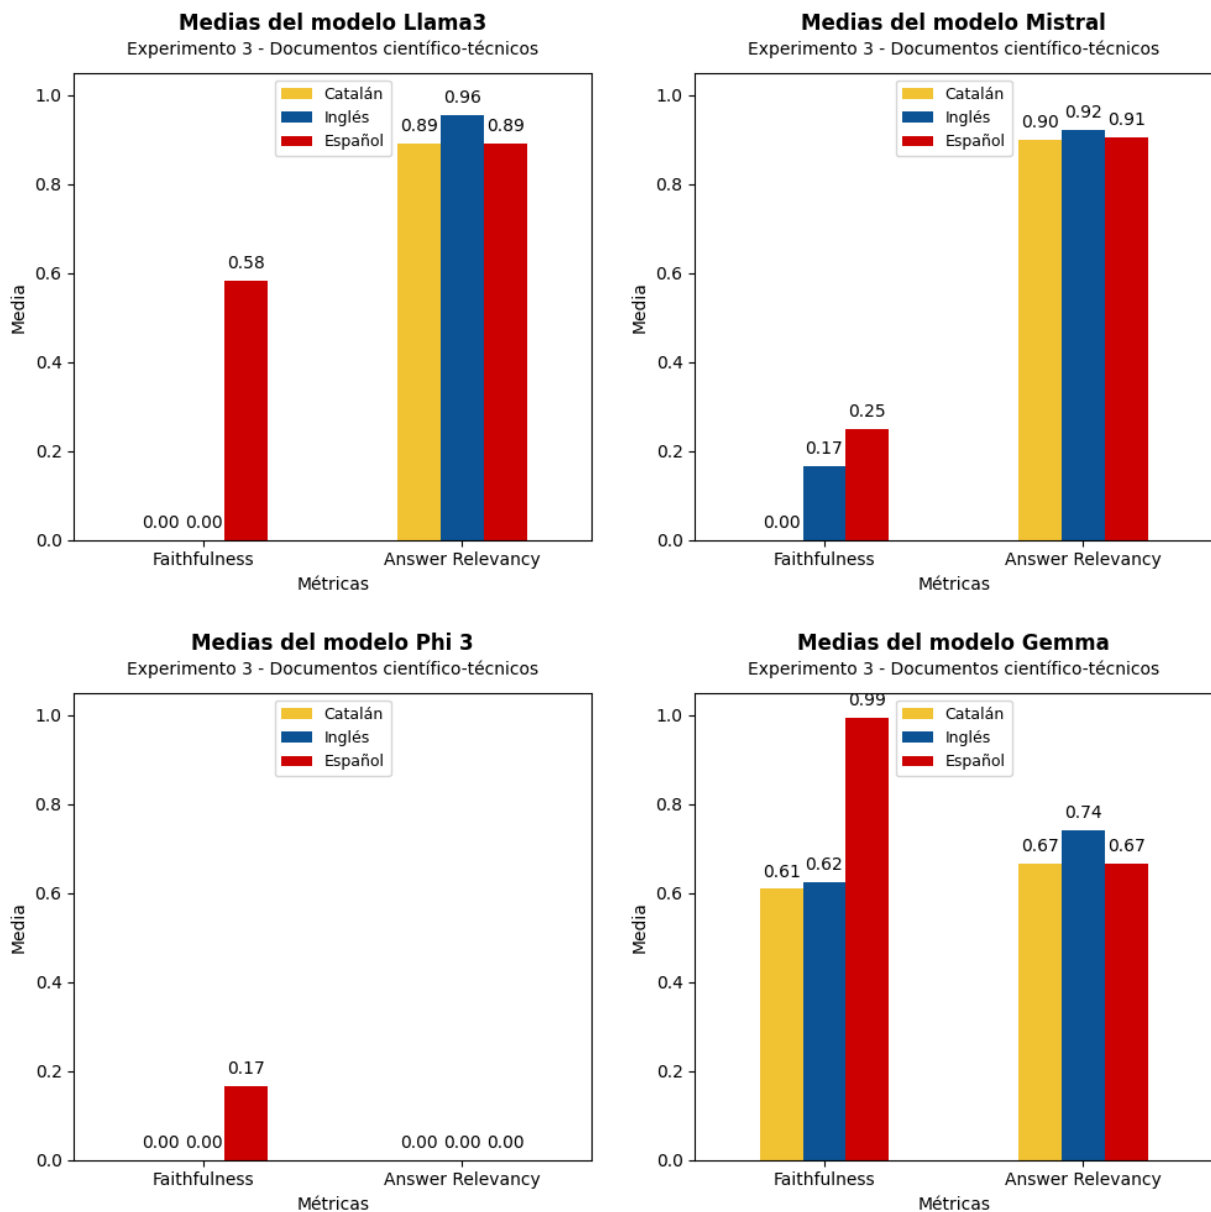 Medias del modelo Llama3
Experimento 3 - Documentos científico-técnicos
Catalán
Inglés
Español
1.0
0.8
0.6
0.4
0.2
0.0
Media
0.00 0.00 0.58
0.89 0.96 0.89
Faithfulness Answer Relevancy
Métricas
Medias del modelo Mistral
Experimento 3 - Documentos científico-técnicos
Catalán
Inglés
Español
1.0
0.8
0.6
0.4
0.2
0.0
Media
0.00 0.17 0.25
0.90 0.92 0.91
Faithfulness Answer Relevancy
Métricas
Medias del modelo Phi 3
Experimento 3 - Documentos científico-técnicos
Catalán
Inglés
Español
1.0
0.8
0.6
0.4
0.2
0.0
Media
0.00 0.00 0.17
0.00 0.00 0.00
Faithfulness Answer Relevancy
Métricas
Medias del modelo Gemma
Experimento 3 - Documentos científico-técnicos
Catalán
Inglés
Español
1.0
0.8
0.6
0.4
0.2
0.0
Media
0.61 0.62 0.99
0.67 0.74 0.67
Faithfulness Answer Relevancy
Métricas